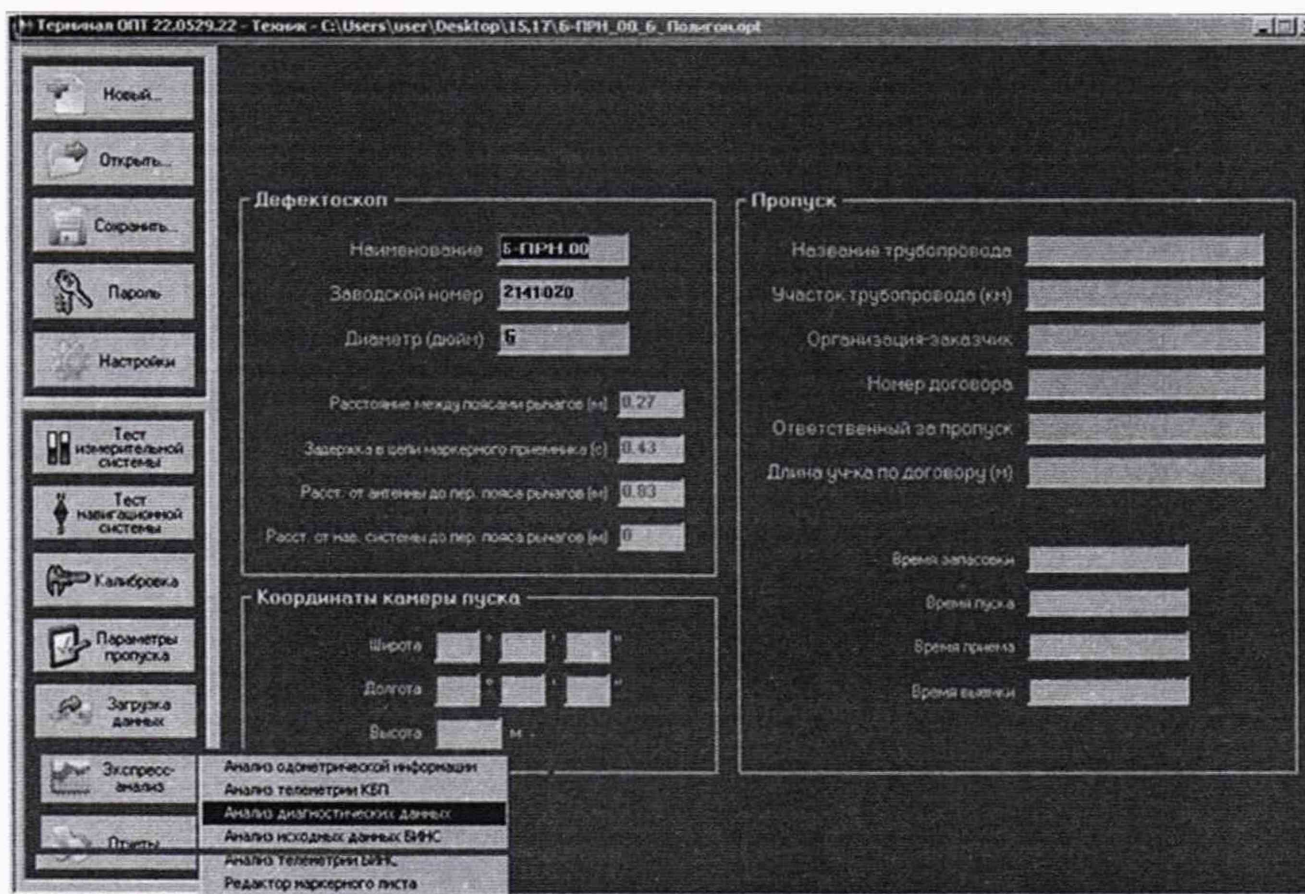 Терминал ОПТ 22.0529.22 - Техник - C:\Users\user\Desktop\15,17\Б-ПРН_00_6_Полигон.opt
Новый...
Открыть...
Сохранить...
Пароль
Настройки
Тест
измерительной
системы
Тест
навигационной
системы
Калибровка
Параметры
пропуска
Загрузка
данных
Экспресс-
анализ
Отчеты
Дефектоскоп
Наименование Б-ПРН.00
Заводской номер 2141020
Диаметр (дюйм) 6
Расстояние между поясами рычагов (м) 0.27
Задержка в цепи маркерного приемника (с) 0.43
Расст. от антенны до пер. пояса рычагов (м) 0.83
Расст. от нав. системы до пер. пояса рычагов (м) 0
Координаты камеры пуска
Широта ° ' "
Долгота ° ' "
Высота м
Анализ одометрической информации
Анализ телеметрии КБП
Анализ диагностических данных
Анализ исходных данных БИНС
Анализ телеметрии БИНС
Редактор маркерного листа
Пропуск
Название трубопровода
Участок трубопровода (км)
Организация-заказчик
Номер договора
Ответственный за пропуск
Длина уч-ка по договору (м)
Время запасовки
Время пуска
Время приема
Время выемки